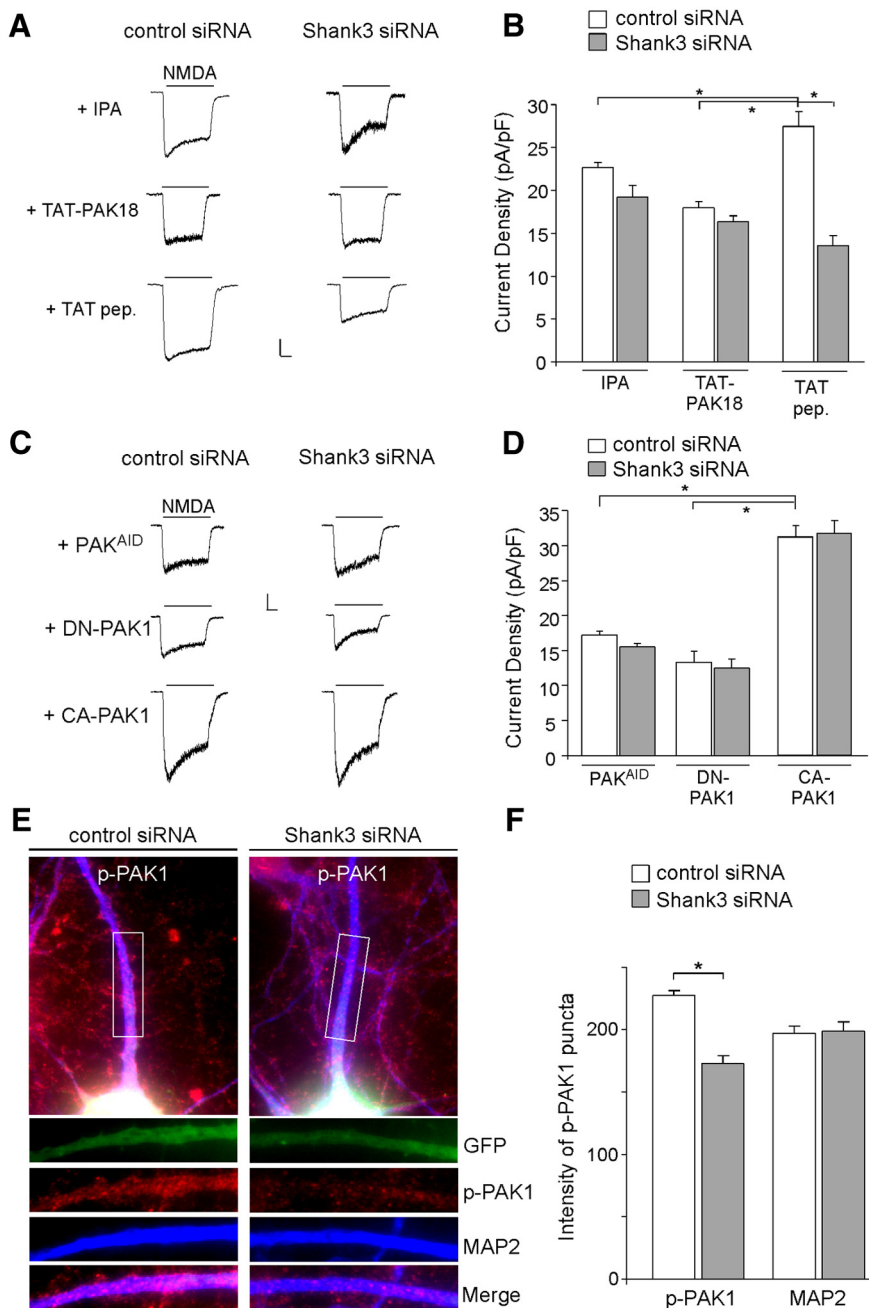 A
control siRNA Shank3 siRNA
NMDA
+ IPA
+ TAT-PAK18
+ TAT pep.
B
control siRNA
Shank3 siRNA
* *
*
Current Density (pA/pF)
30
25
20
15
10
5
0
IPA TAT-PAK18 TAT pep.
C
control siRNA Shank3 siRNA
NMDA
+ PAKAID
+ DN-PAK1
+ CA-PAK1
D
control siRNA
Shank3 siRNA
*
*
Current Density (pA/pF)
35
30
25
20
15
10
5
0
PAKAID DN-PAK1 CA-PAK1
E
control siRNA Shank3 siRNA
p-PAK1 p-PAK1
GFP
p-PAK1
MAP2
Merge
F
control siRNA
Shank3 siRNA
*
Intensity of p-PAK1 puncta
200
100
0
p-PAK1 MAP2